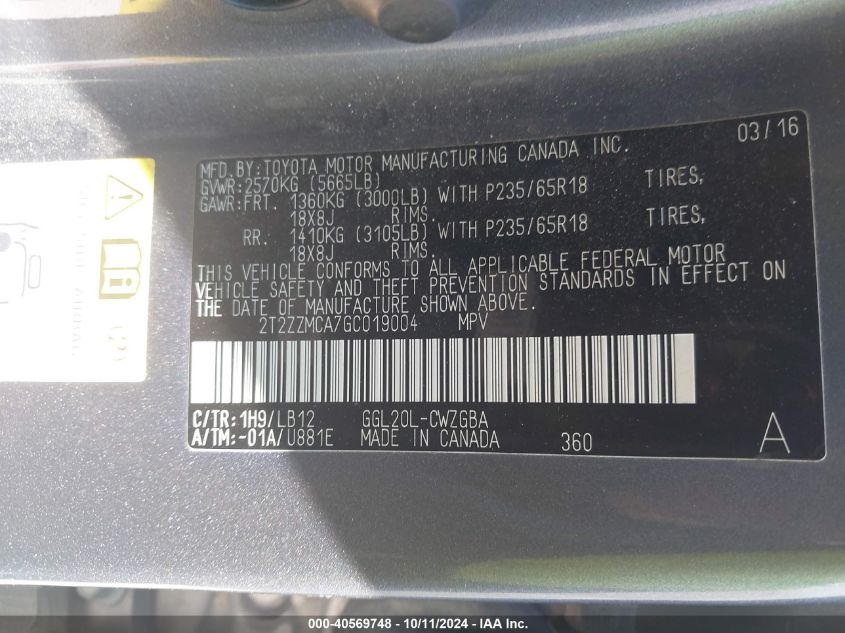 03/16
MFD. BY: TOYOTA MOTOR MANUFACTURING CANADA INC.
GVWR: 2570KG (5665LB)
GAWR: FRT. 1360KG (3000LB) WITH P235/65R18 TIRES,
18X8J RIMS.
RR. 1410KG (3105LB) WITH P235/65R18 TIRES,
18X8J RIMS.
THIS VEHICLE CONFORMS TO ALL APPLICABLE FEDERAL MOTOR
VEHICLE SAFETY AND THEFT PREVENTION STANDARDS IN EFFECT ON
THE DATE OF MANUFACTURE SHOWN ABOVE.
2T2ZZMCA7GC019004 MPV
C/TR: 1H9/LB12 GGL20L-CWZGBA
A/TM: -01A/U881E MADE IN CANADA 360 A
000-40569748 - 10/11/2024 - IAA Inc.